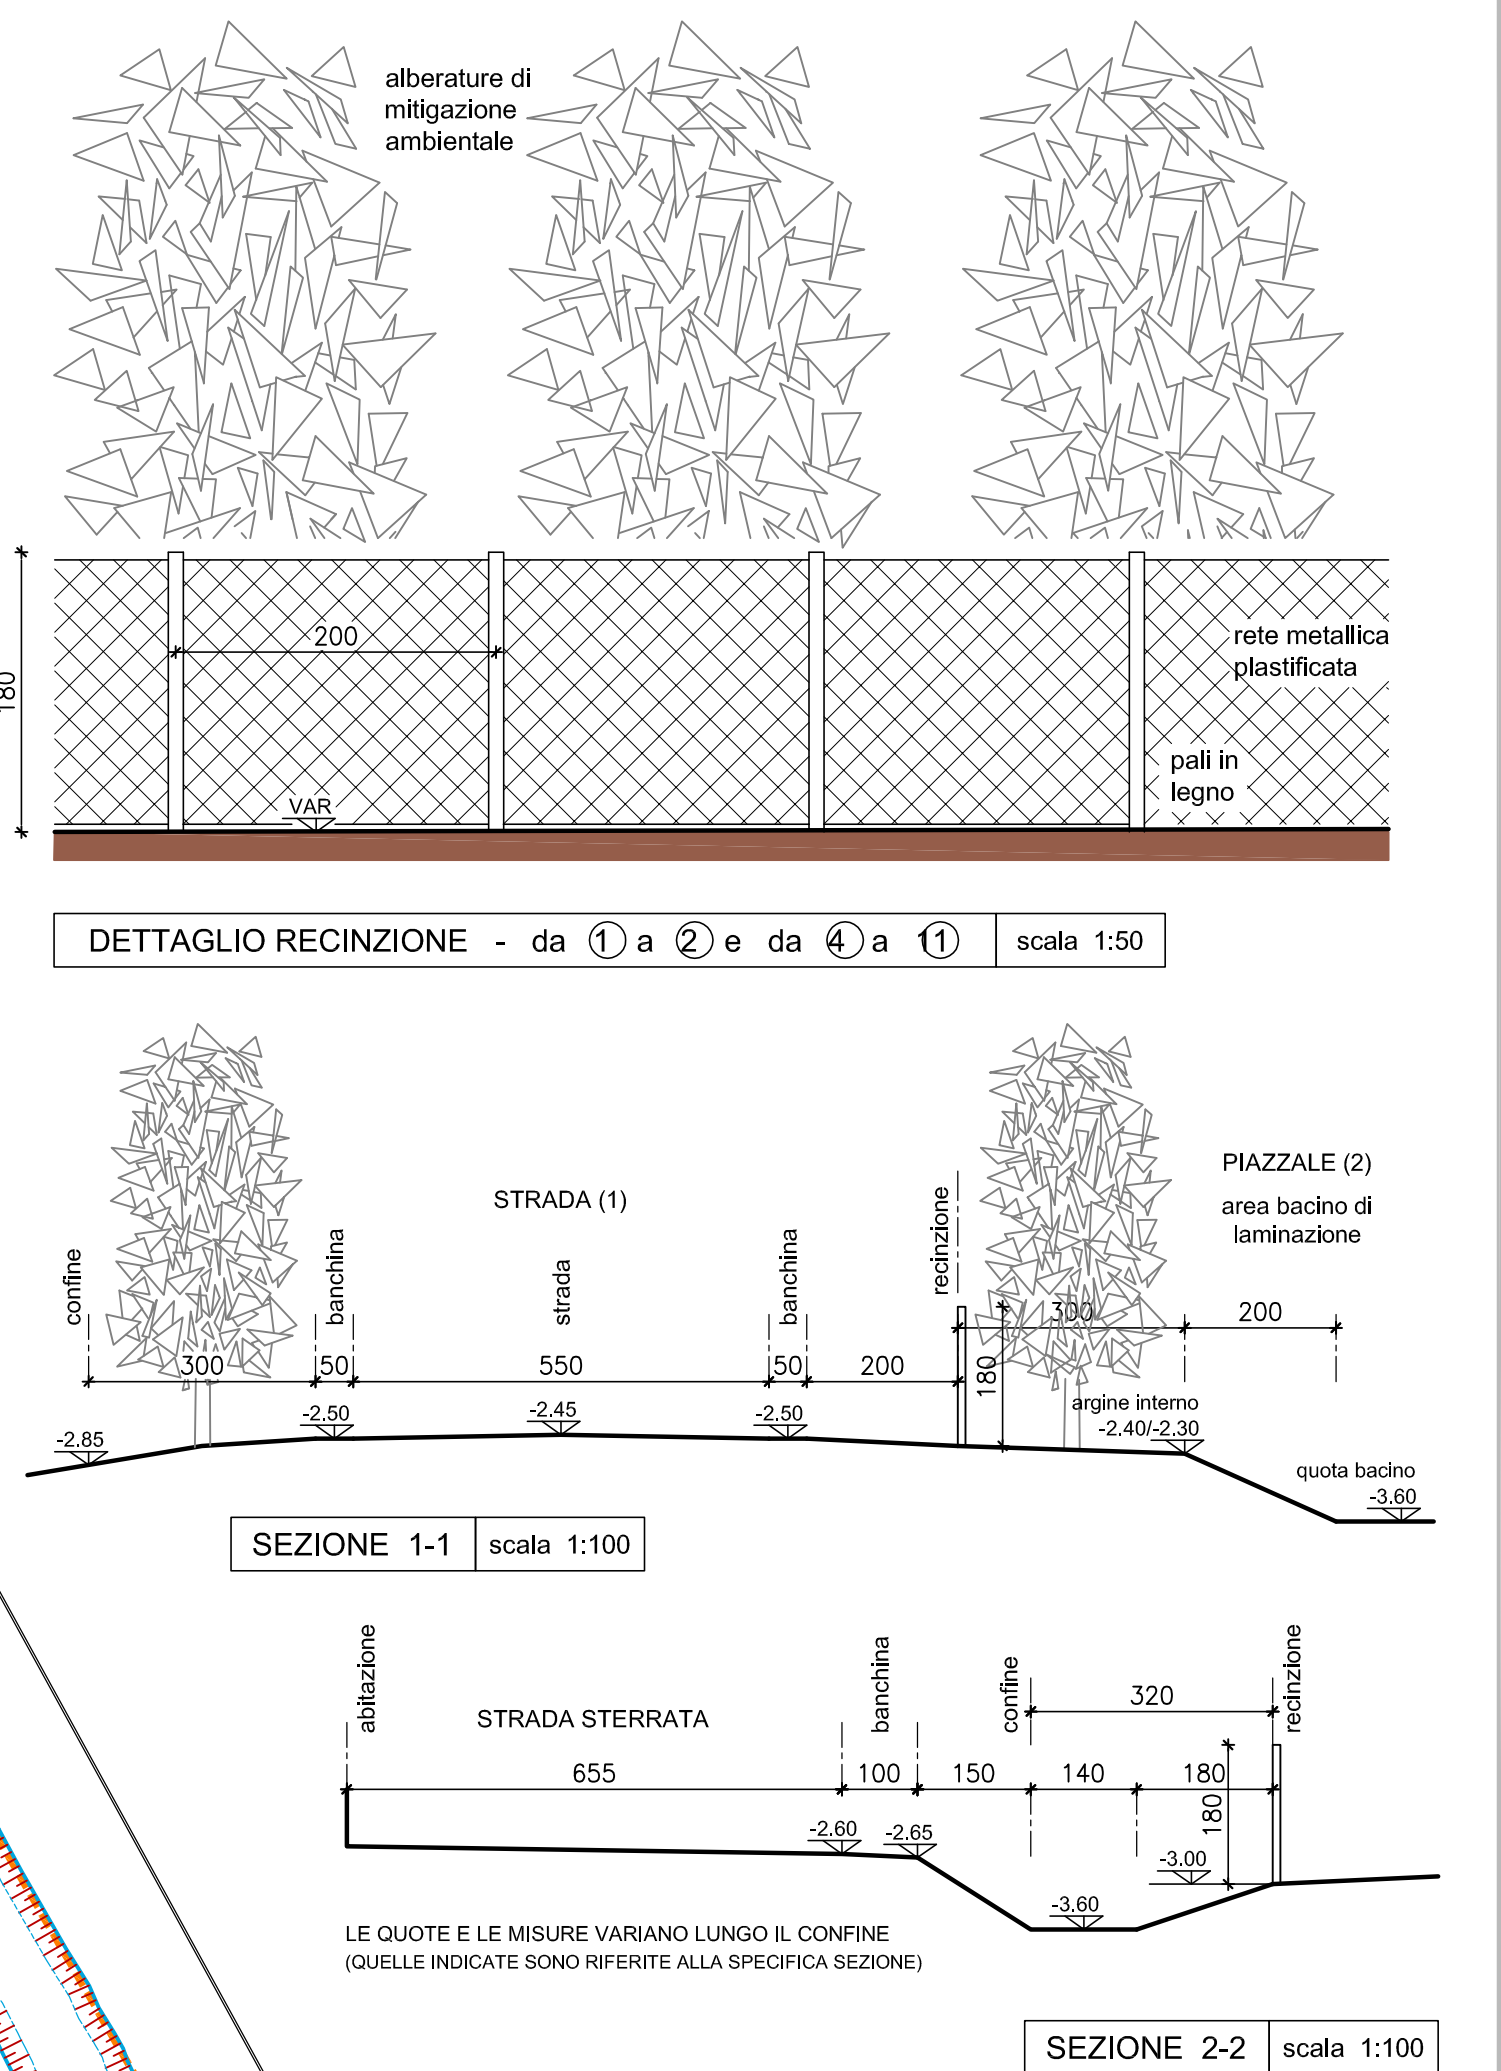 alberature di
mitigazione
ambientale
200
180
rete metallica
plastificata
pali in
legno
VAR
DETTAGLIO RECINZIONE - da 1 a 2 e da 4 a 11 scala 1:50
STRADA (1)
PIAZZALE (2)
area bacino di
laminazione
confine
banchina
strada
banchina
recinzione
300 200
300 50 550 50 200
180
argine interno
-2.40/-2.30
-2.85
-2.50
-2.45
-2.50
quota bacino
-3.60
SEZIONE 1-1 scala 1:100
abitazione
STRADA STERRATA
banchina
confine
recinzione
320
655 100 150 140 180
180
-2.60
-2.65
-3.00
-3.60
LE QUOTE E LE MISURE VARIANO LUNGO IL CONFINE
(QUELLE INDICATE SONO RIFERITE ALLA SPECIFICA SEZIONE)
SEZIONE 2-2 scala 1:100